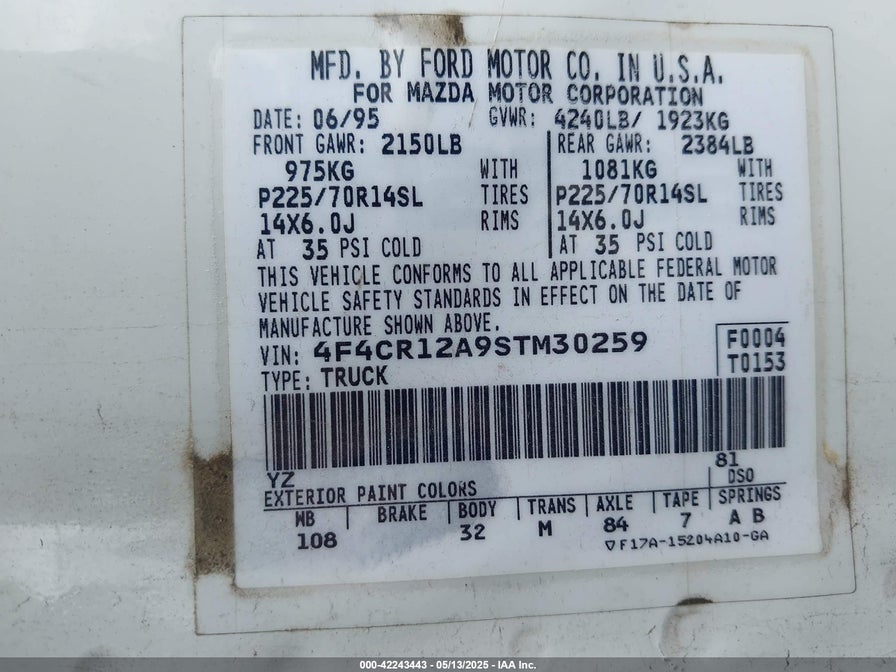 MFD. BY FORD MOTOR CO. IN U.S.A.
FOR MAZDA MOTOR CORPORATION
DATE: 06/95 GVWR: 4240LB/ 1923KG
FRONT GAWR: 2150LB REAR GAWR: 2384LB
975KG WITH 1081KG WITH
P225/70R14SL TIRES P225/70R14SL TIRES
14X6.0J RIMS 14X6.0J RIMS
AT 35 PSI COLD AT 35 PSI COLD
THIS VEHICLE CONFORMS TO ALL APPLICABLE FEDERAL MOTOR
VEHICLE SAFETY STANDARDS IN EFFECT ON THE DATE OF
MANUFACTURE SHOWN ABOVE.
VIN: 4F4CR12A9STM30259 F0004
TYPE: TRUCK T0153
YZ 81
EXTERIOR PAINT COLORS DSO
WB BRAKE BODY TRANS AXLE TAPE SPRINGS
108 32 M 84 7 A B
▽F17A-15204A10-GA
000-42243443 - 05/13/2025 - IAA Inc.